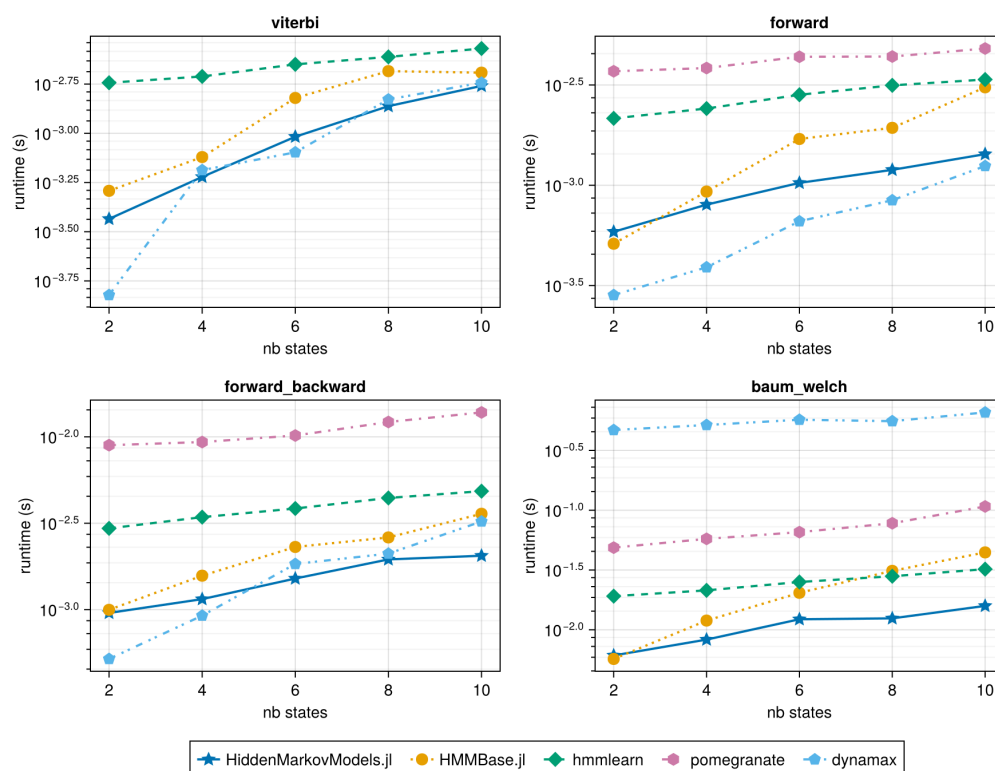 viterbi
runtime (s)
10^−2.75
10^−3.00
10^−3.25
10^−3.50
10^−3.75
2 4 6 8 10
nb states
forward
runtime (s)
10^−2.5
10^−3.0
10^−3.5
2 4 6 8 10
nb states
forward_backward
runtime (s)
10^−2.0
10^−2.5
10^−3.0
2 4 6 8 10
nb states
baum_welch
runtime (s)
10^−0.5
10^−1.0
10^−1.5
10^−2.0
2 4 6 8 10
nb states
HiddenMarkovModels.jl HMMBase.jl hmmlearn pomegranate dynamax